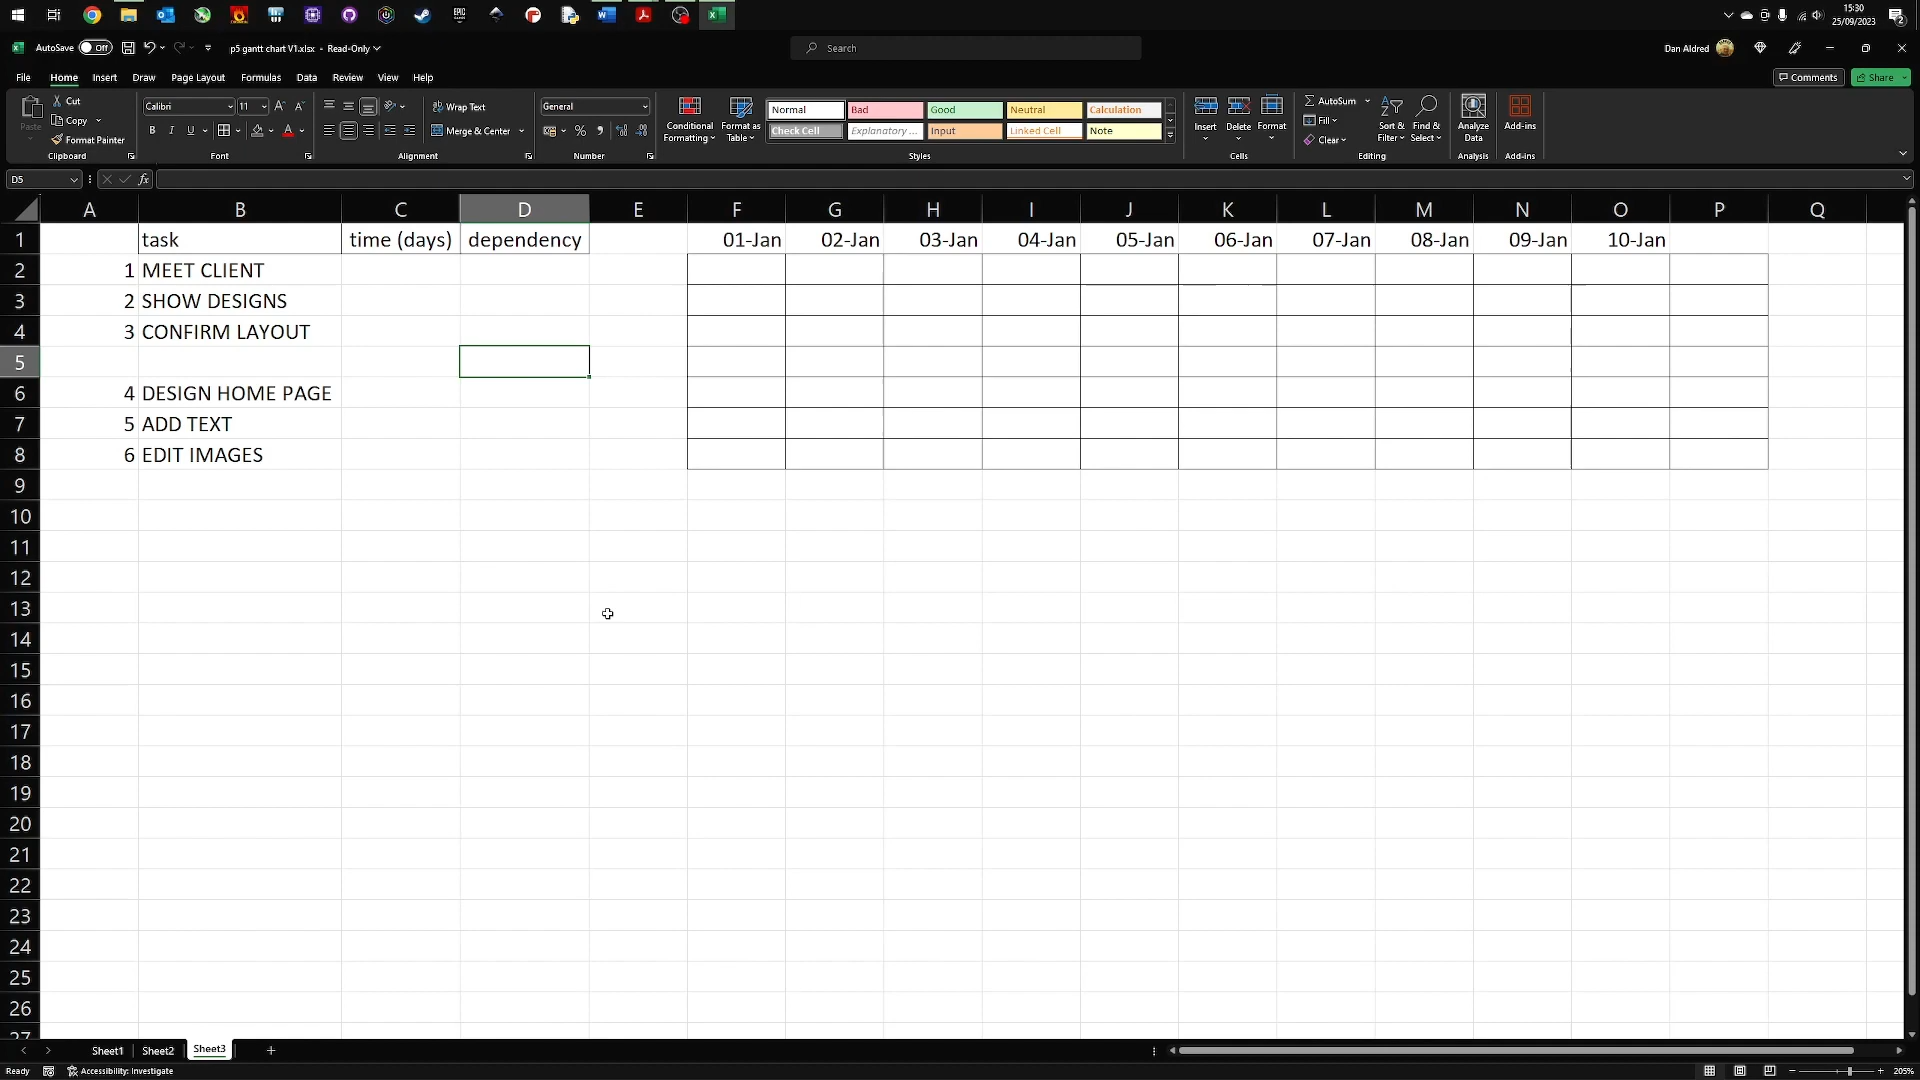 15:30
25/09/2023
AutoSave Off p5 gantt chart V1.xlsx • Read-Only Search Dan Aldred
File Home Insert Draw Page Layout Formulas Data Review View Help Comments Share
Paste Cut Copy Format Painter Clipboard
Calibri 11 B I U Font
Wrap Text Merge & Center Alignment
General % Number
Conditional Formatting Format as Table
Normal Bad Good Neutral Calculation
Check Cell Explanatory ... Input Linked Cell Note
Styles
Insert Delete Format Cells
AutoSum Fill Clear Sort & Filter Find & Select Editing
Analyze Data Analysis
Add-ins Add-ins
D5 fx
A B C D E F G H I J K L M N O P Q
1 task time (days) dependency 01-Jan 02-Jan 03-Jan 04-Jan 05-Jan 06-Jan 07-Jan 08-Jan 09-Jan 10-Jan
2 1 MEET CLIENT
3 2 SHOW DESIGNS
4 3 CONFIRM LAYOUT
5
6 4 DESIGN HOME PAGE
7 5 ADD TEXT
8 6 EDIT IMAGES
9
10
11
12
13
14
15
16
17
18
19
20
21
22
23
24
25
26
27
Sheet1 Sheet2 Sheet3
Ready Accessibility: Investigate 205%